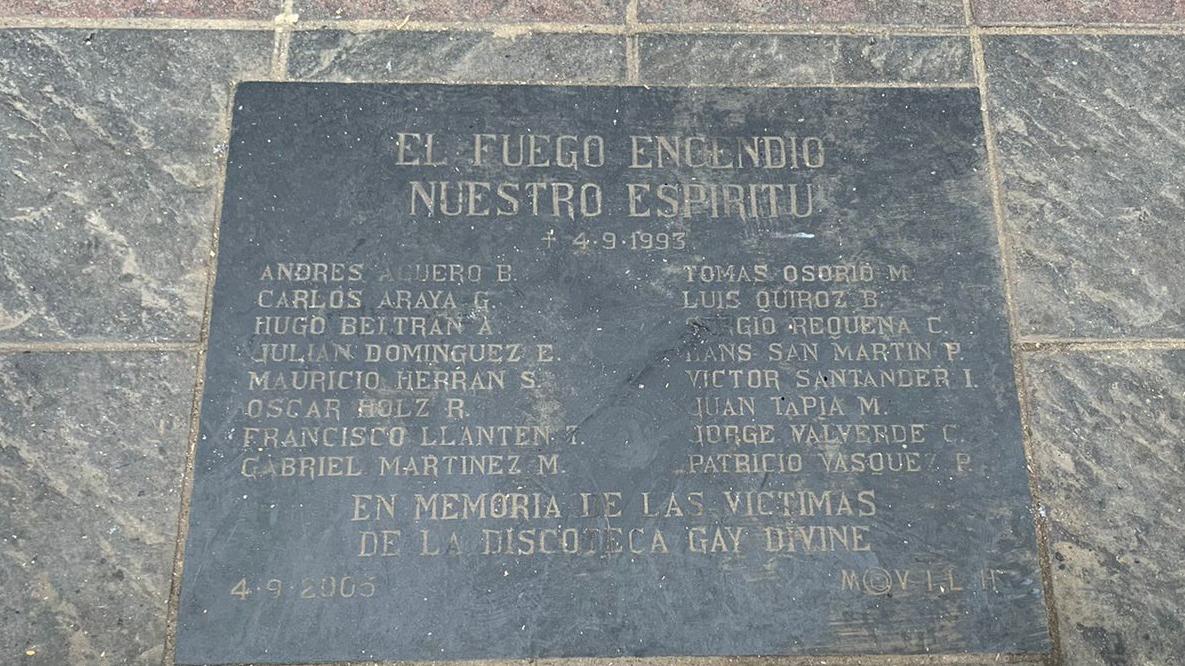 EL FUEGO ENCENDIO
NUESTRO ESPIRITU
† 4·9·1993
ANDRES AGUERO B.
CARLOS ARAYA G.
HUGO BELTRAN A.
JULIAN DOMINGUEZ E.
MAURICIO HERRAN S.
OSCAR HOLZ R.
FRANCISCO LLANTEN T.
GABRIEL MARTINEZ M.
TOMAS OSORIO M.
LUIS QUIROZ B.
SERGIO REQUENA C.
HANS SAN MARTIN P.
VICTOR SANTANDER I.
JUAN TAPIA M.
JORGE VALVERDE C.
PATRICIO VASQUEZ P.
EN MEMORIA DE LAS VICTIMAS
DE LA DISCOTECA GAY DIVINE
4·9·2003
MOVILH